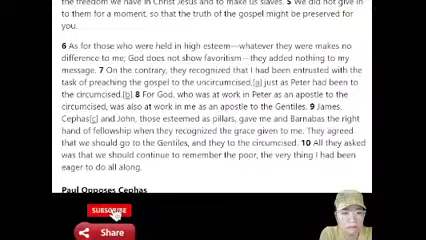 the freedom we have in Christ Jesus and to make us slaves. 5 We did not give in
to them for a moment, so that the truth of the gospel might be preserved for
you.
6 As for those who were held in high esteem—whatever they were makes no
difference to me; God does not show favoritism—they added nothing to my
message. 7 On the contrary, they recognized that I had been entrusted with the
task of preaching the gospel to the uncircumcised,[a] just as Peter had been to
the circumcised.[b] 8 For God, who was at work in Peter as an apostle to the
circumcised, was also at work in me as an apostle to the Gentiles. 9 James,
Cephas[c] and John, those esteemed as pillars, gave me and Barnabas the right
hand of fellowship when they recognized the grace given to me. They agreed
that we should go to the Gentiles, and they to the circumcised. 10 All they asked
was that we should continue to remember the poor, the very thing I had been
eager to do all along.
Paul Opposes Cephas
SUBSCRIBE
Share